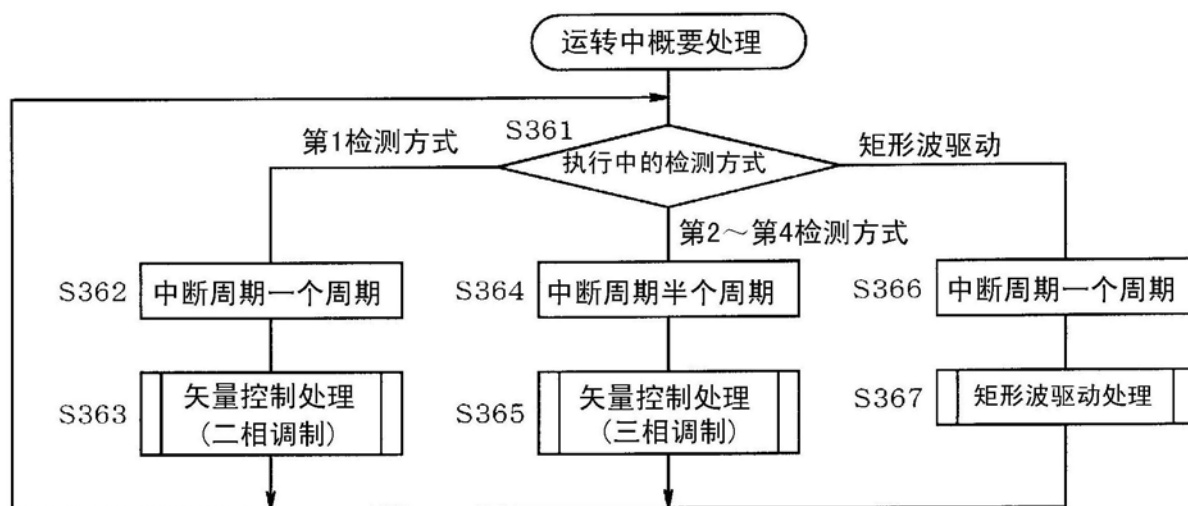 运转中概要处理
S361
第1检测方式
执行中的检测方式
矩形波驱动
第2～第4检测方式
S362
中断周期一个周期
S364
中断周期半个周期
S366
中断周期一个周期
S363
矢量控制处理
(二相调制)
S365
矢量控制处理
(三相调制)
S367
矩形波驱动处理